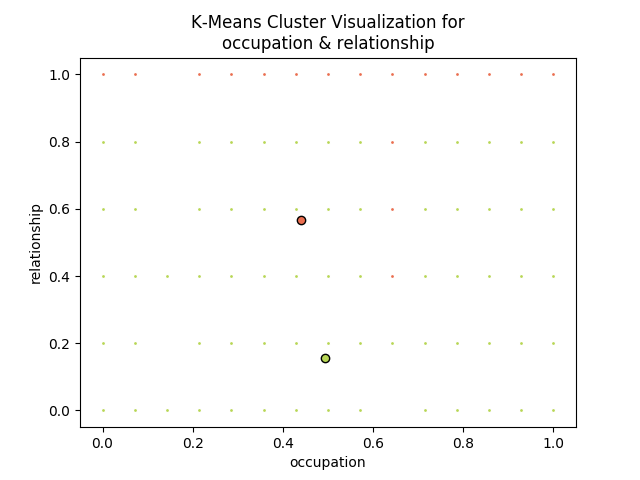 K-Means Cluster Visualization for
occupation & relationship
1.0
0.8
0.6
0.4
0.2
0.0
relationship
0.0 0.2 0.4 0.6 0.8 1.0
occupation